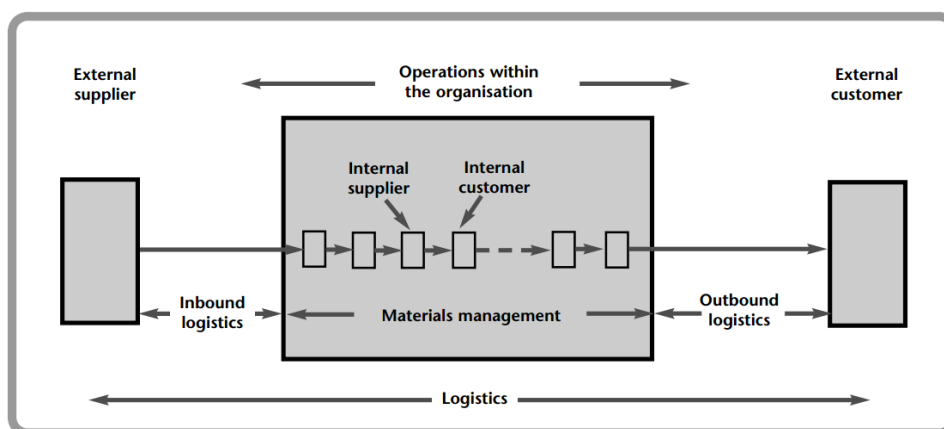 External
supplier
Operations within
the organisation
External
customer
Internal
supplier
Internal
customer
Inbound
logistics
Materials management
Outbound
logistics
Logistics